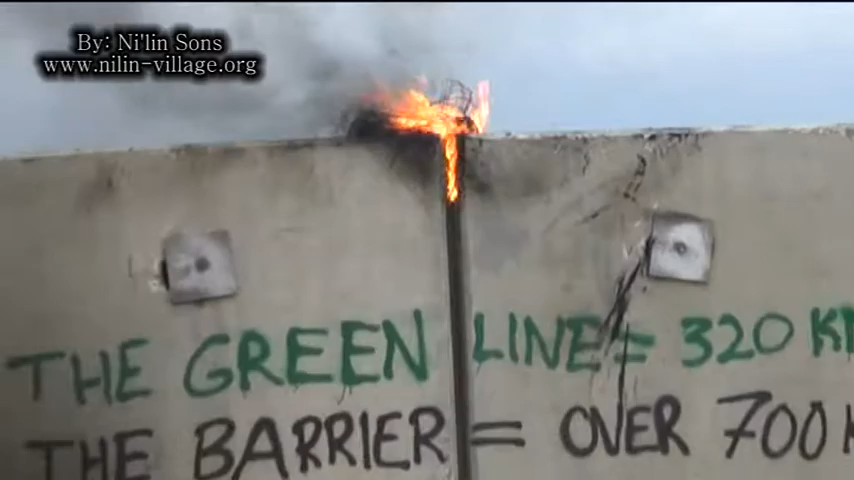 By: Ni'lin Sons
www.nilin-village.org
THE GREEN LINE = 320 K
THE BARRIER = OVER 700